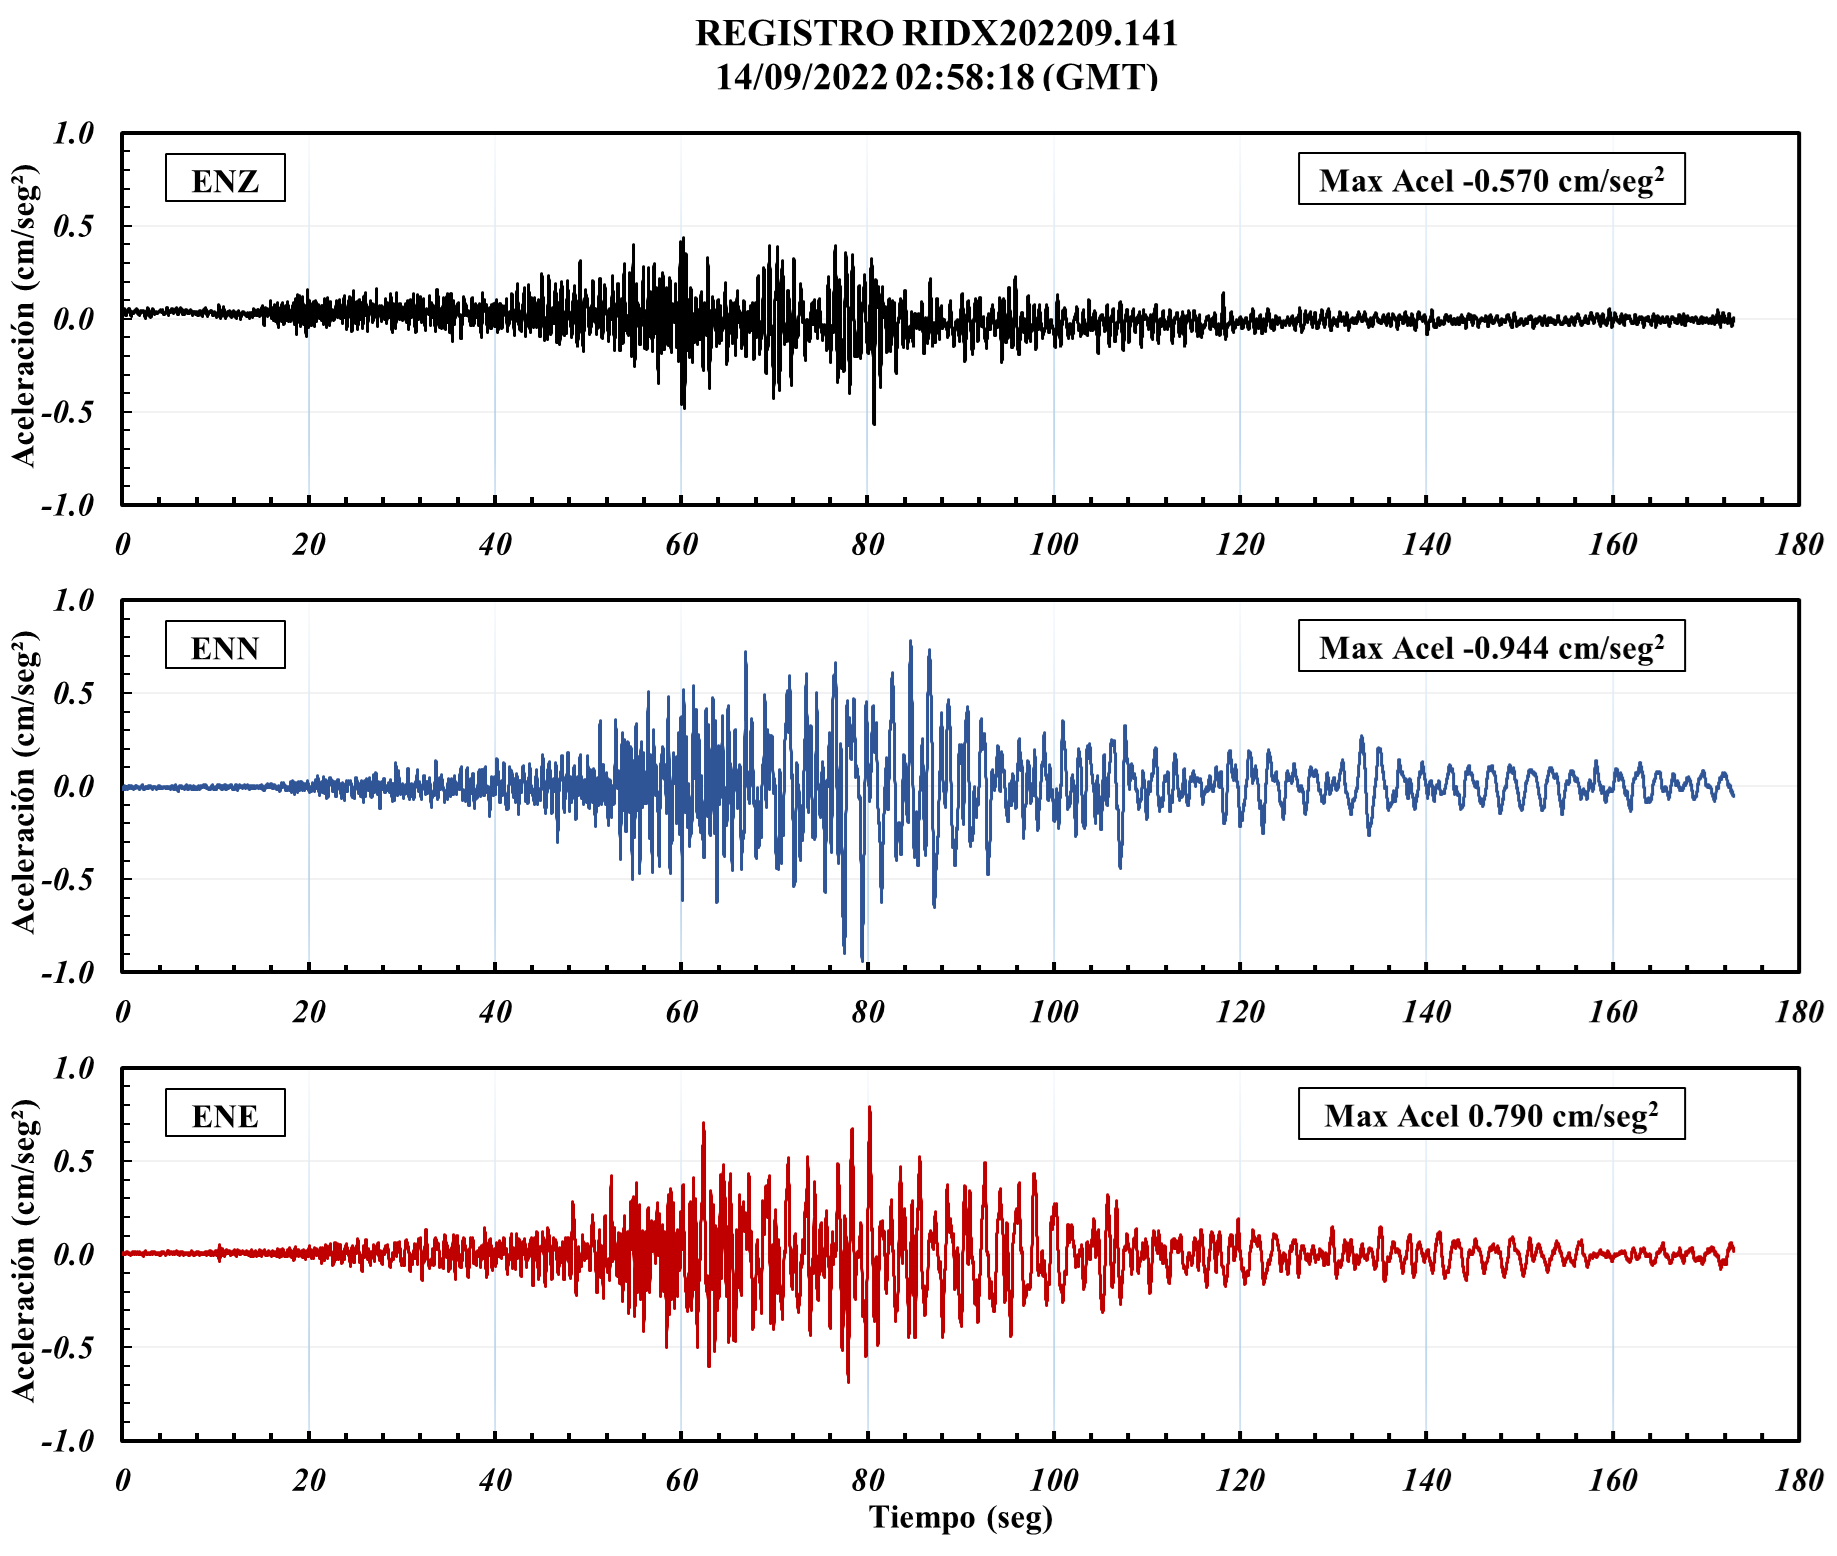 REGISTRO RIDX202209.141
14/09/2022 02:58:18 (GMT)
Aceleración (cm/seg²)
1.0
0.5
0.0
-0.5
-1.0
ENZ
Max Acel -0.570 cm/seg²
0 20 40 60 80 100 120 140 160 180
Aceleración (cm/seg²)
1.0
0.5
0.0
-0.5
-1.0
ENN
Max Acel -0.944 cm/seg²
0 20 40 60 80 100 120 140 160 180
Aceleración (cm/seg²)
1.0
0.5
0.0
-0.5
-1.0
ENE
Max Acel 0.790 cm/seg²
0 20 40 60 80 100 120 140 160 180
Tiempo (seg)